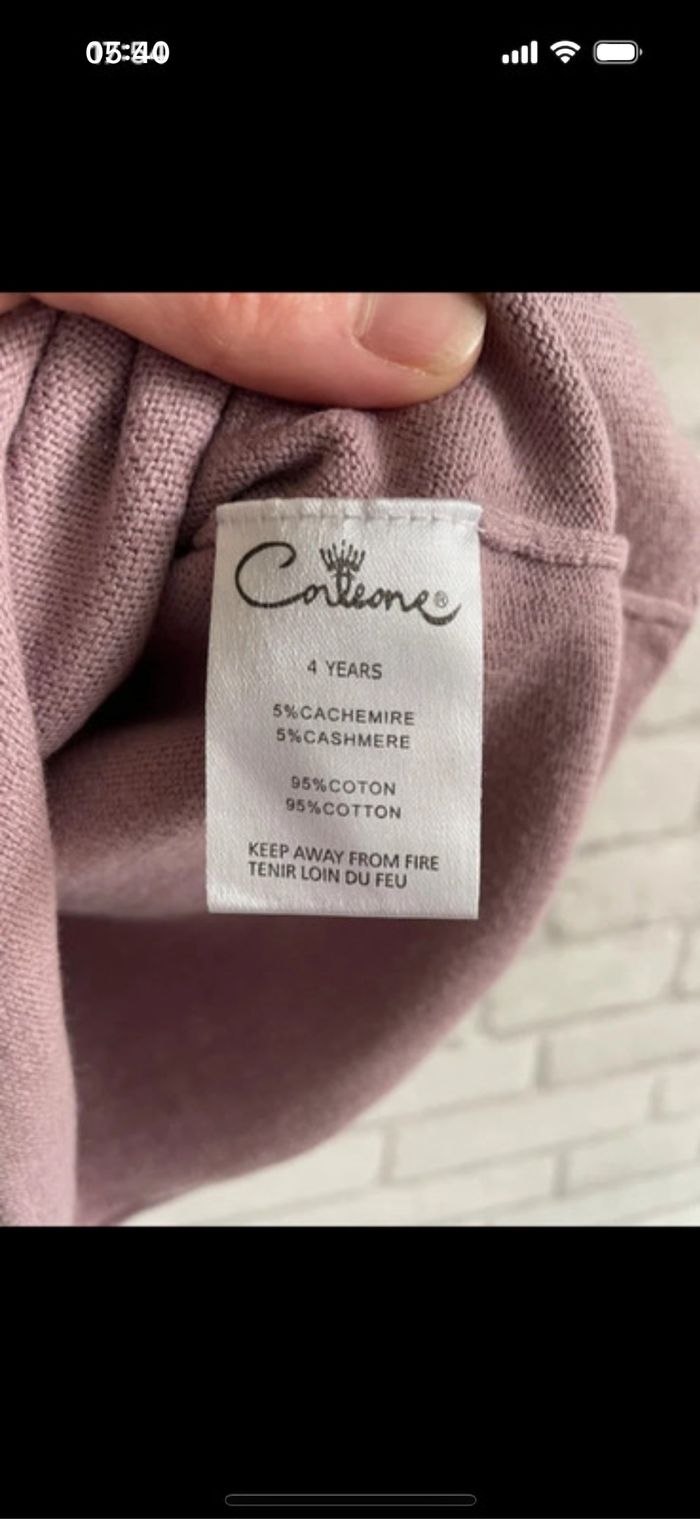 Corleone®
4 YEARS
5%CACHEMIRE
5%CASHMERE
95%COTON
95%COTTON
KEEP AWAY FROM FIRE
TENIR LOIN DU FEU